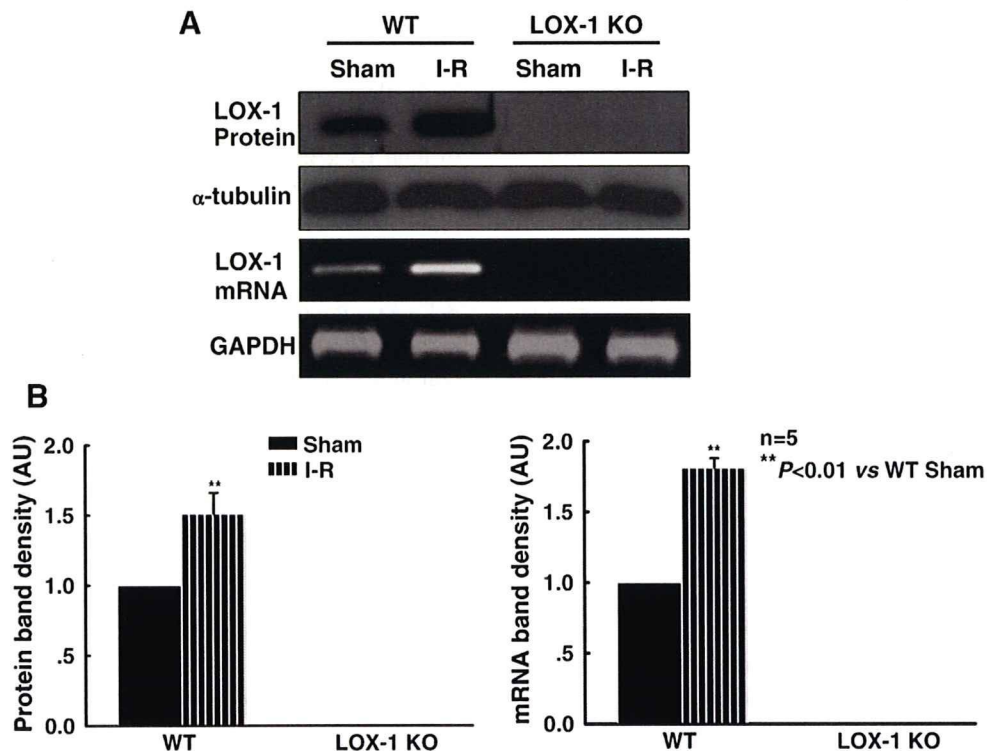 A
WT LOX-1 KO
Sham I-R Sham I-R
LOX-1
Protein
α-tubulin
LOX-1
mRNA
GAPDH
B
Protein band density (AU)
2.0
1.5
1.0
.5
0.0
Sham
I-R
**
WT LOX-1 KO
mRNA band density (AU)
2.0
1.5
1.0
.5
0.0
**
n=5
**P<0.01 vs WT Sham
WT LOX-1 KO